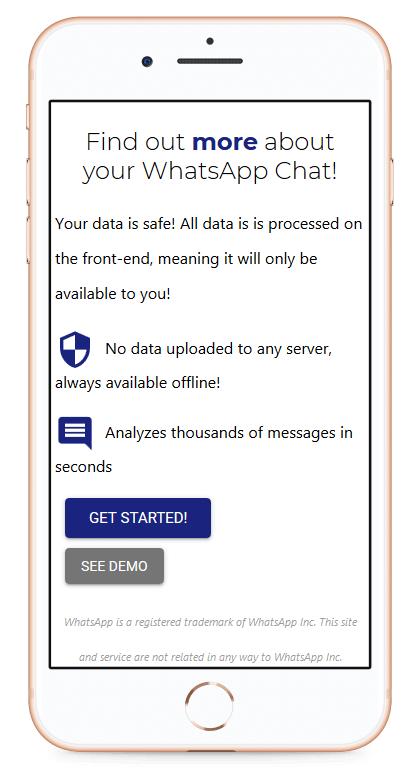 Find out more about
your WhatsApp Chat!
Your data is safe! All data is is processed on
the front-end, meaning it will only be
available to you!
No data uploaded to any server,
always available offline!
Analyzes thousands of messages in
seconds
GET STARTED!
SEE DEMO
WhatsApp is a registered trademark of WhatsApp Inc. This site
and service are not related in any way to WhatsApp Inc.